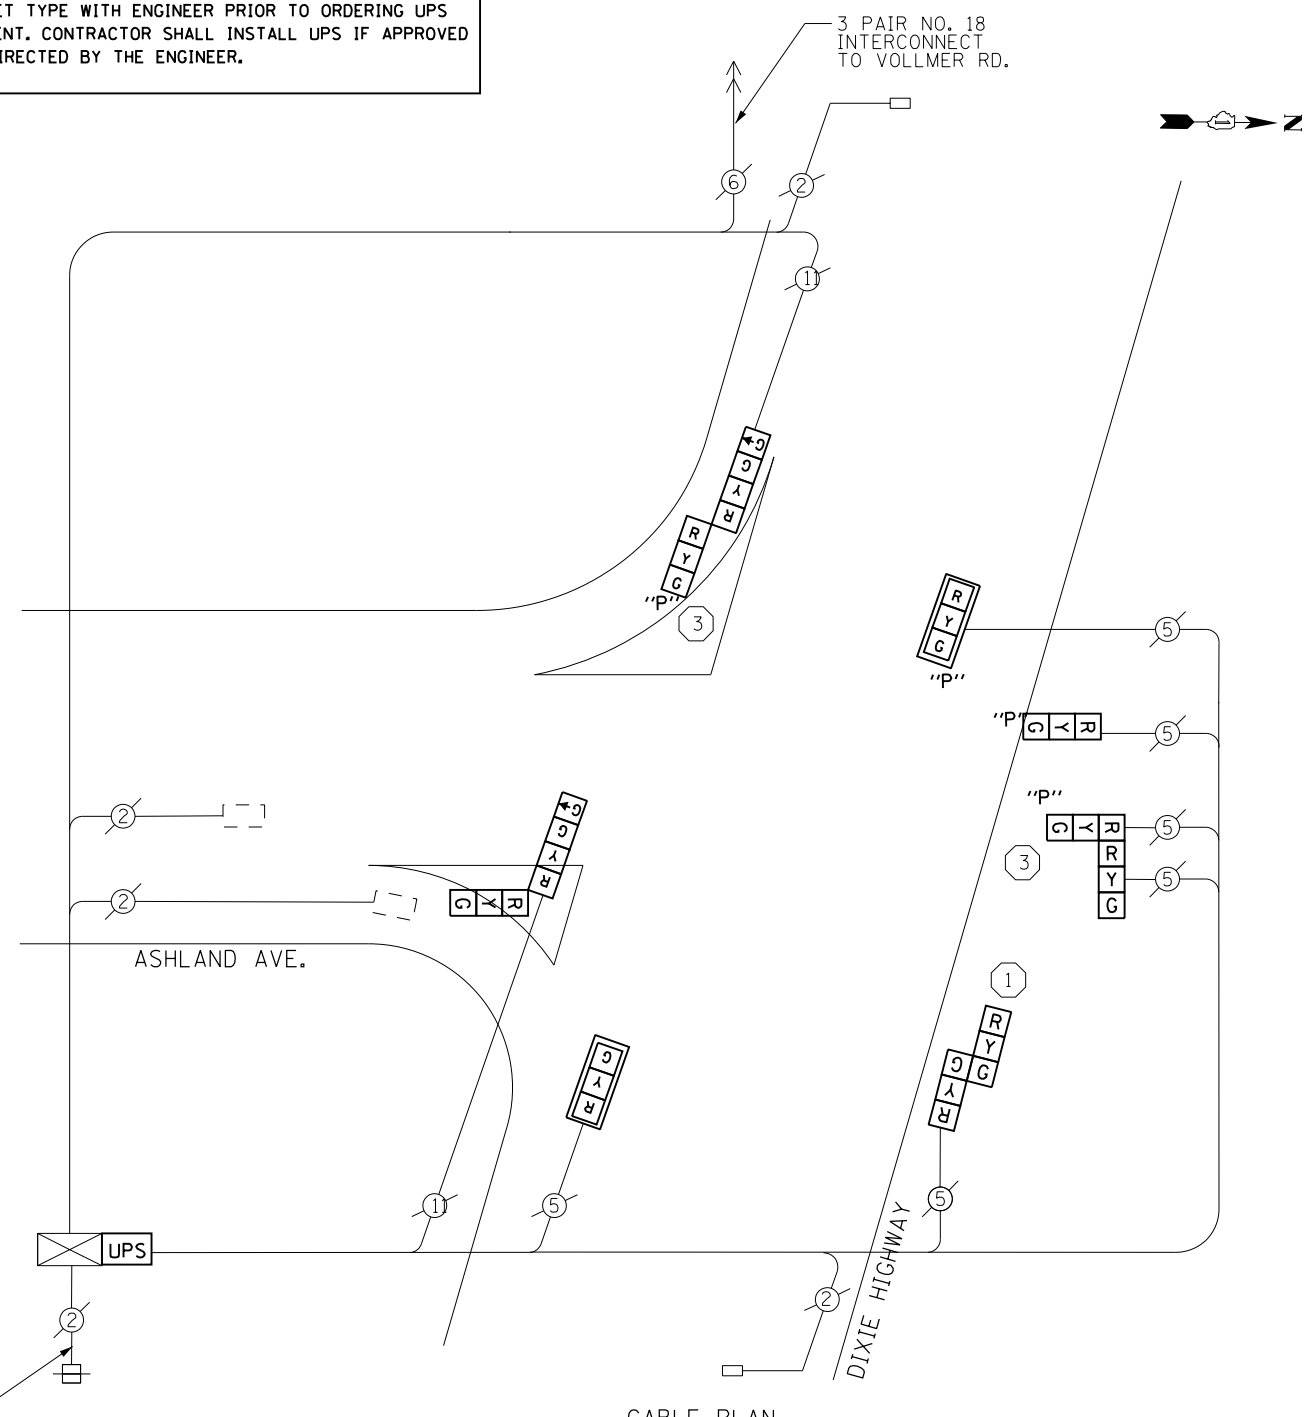 ET TYPE WITH ENGINEER PRIOR TO ORDERING UPS
ENT. CONTRACTOR SHALL INSTALL UPS IF APPROVED
IRECTED BY THE ENGINEER.
3 PAIR NO. 18
INTERCONNECT
TO VOLLMER RD.
N
6
2
11
G
G
Y
R
R
Y
G
"P"
3
R
Y
G
"P"
5
"P"
G Y R
5
"P"
G Y R
5
3
R
Y
G
5
2
2
G
G
Y
R
G Y R
ASHLAND AVE.
1
R
Y
G
G
Y
R
G
Y
R
11
5
5
UPS
2
2
DIXIE HIGHWAY
CABLE PLAN